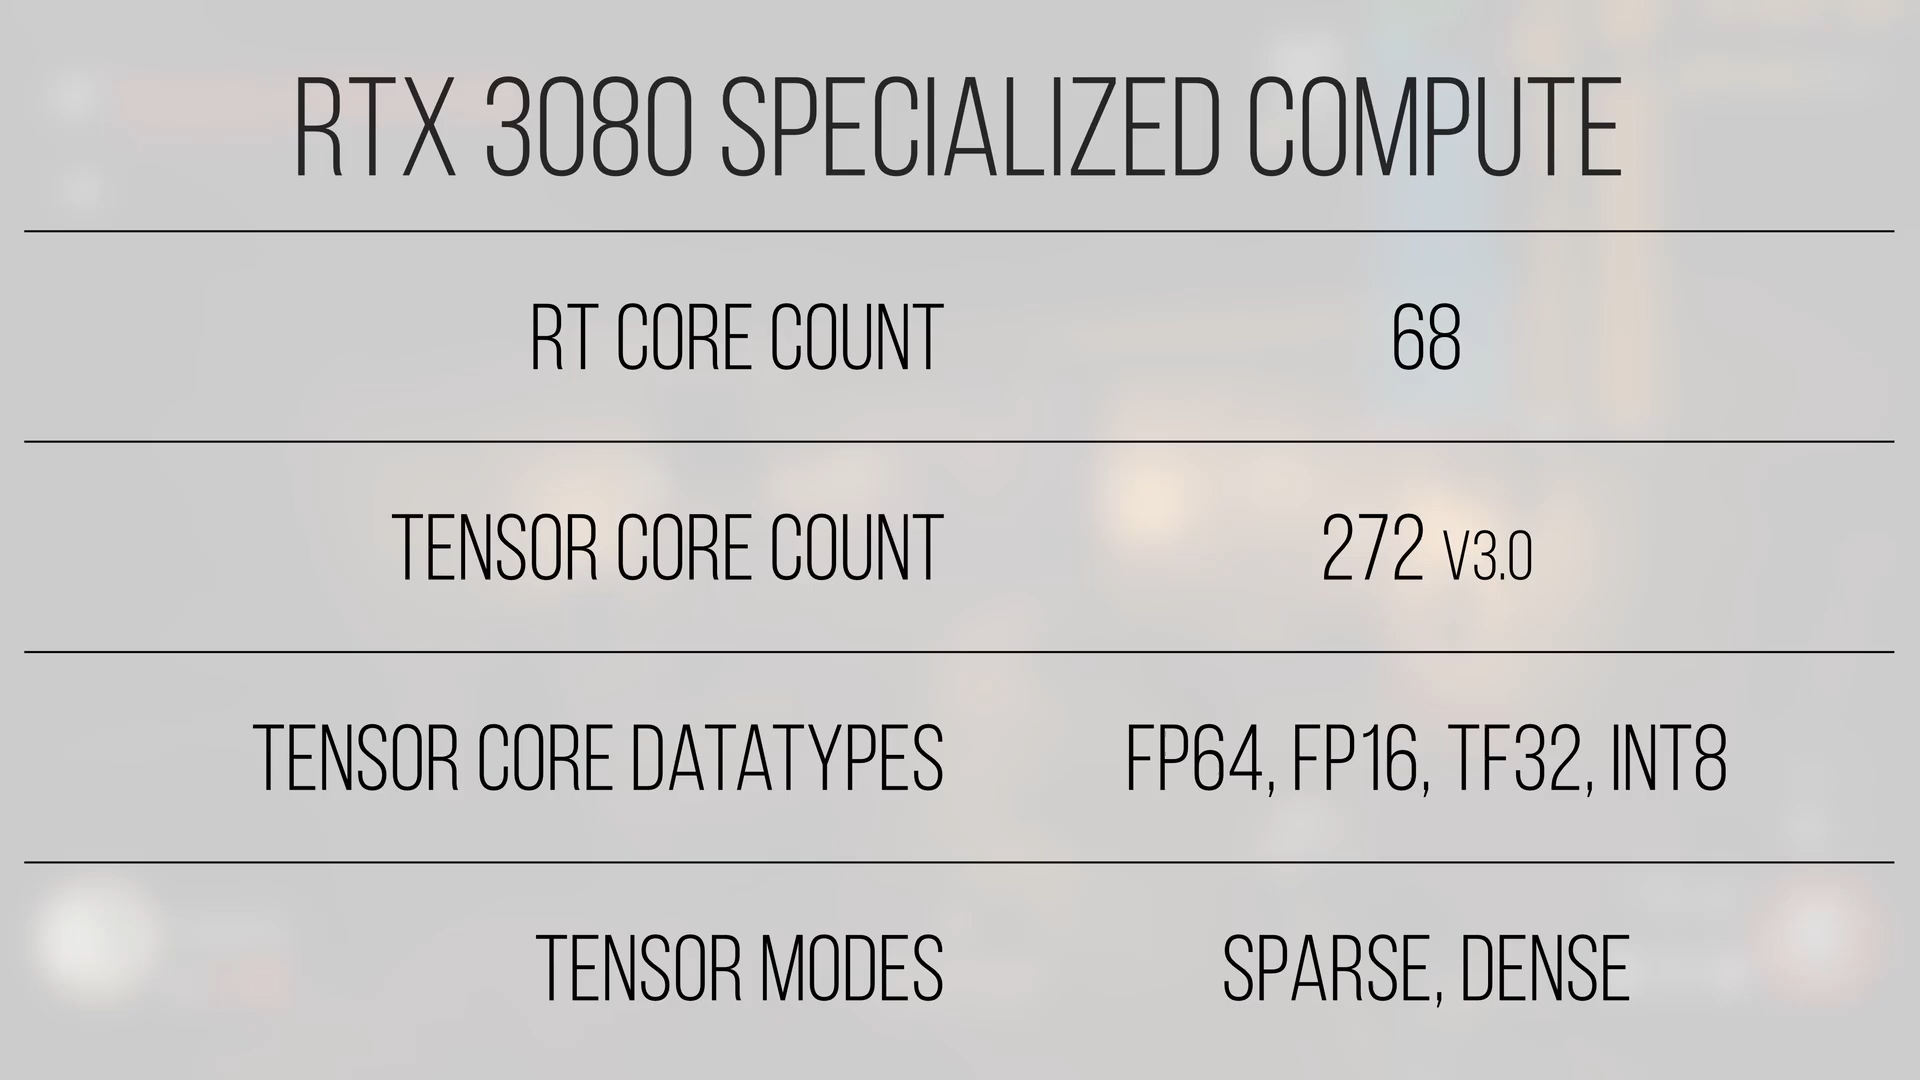 RTX 3080 SPECIALIZED COMPUTE
RT CORE COUNT 68
TENSOR CORE COUNT 272 V3.0
TENSOR CORE DATATYPES FP64, FP16, TF32, INT8
TENSOR MODES SPARSE, DENSE